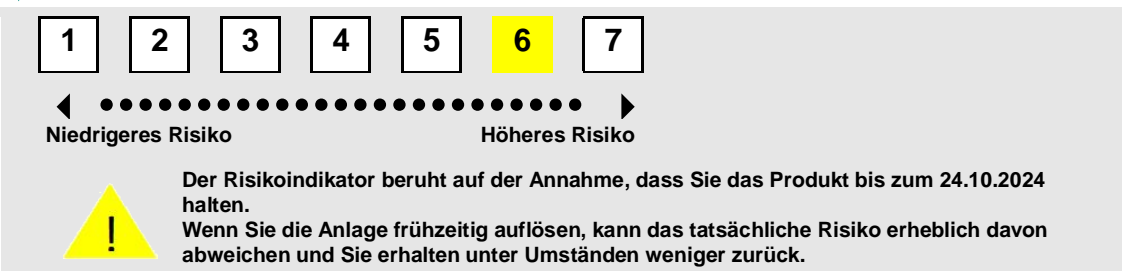 1 2 3 4 5 6 7
Niedrigeres Risiko Höheres Risiko
Der Risikoindikator beruht auf der Annahme, dass Sie das Produkt bis zum 24.10.2024
halten.
! Wenn Sie die Anlage frühzeitig auflösen, kann das tatsächliche Risiko erheblich davon
abweichen und Sie erhalten unter Umständen weniger zurück.